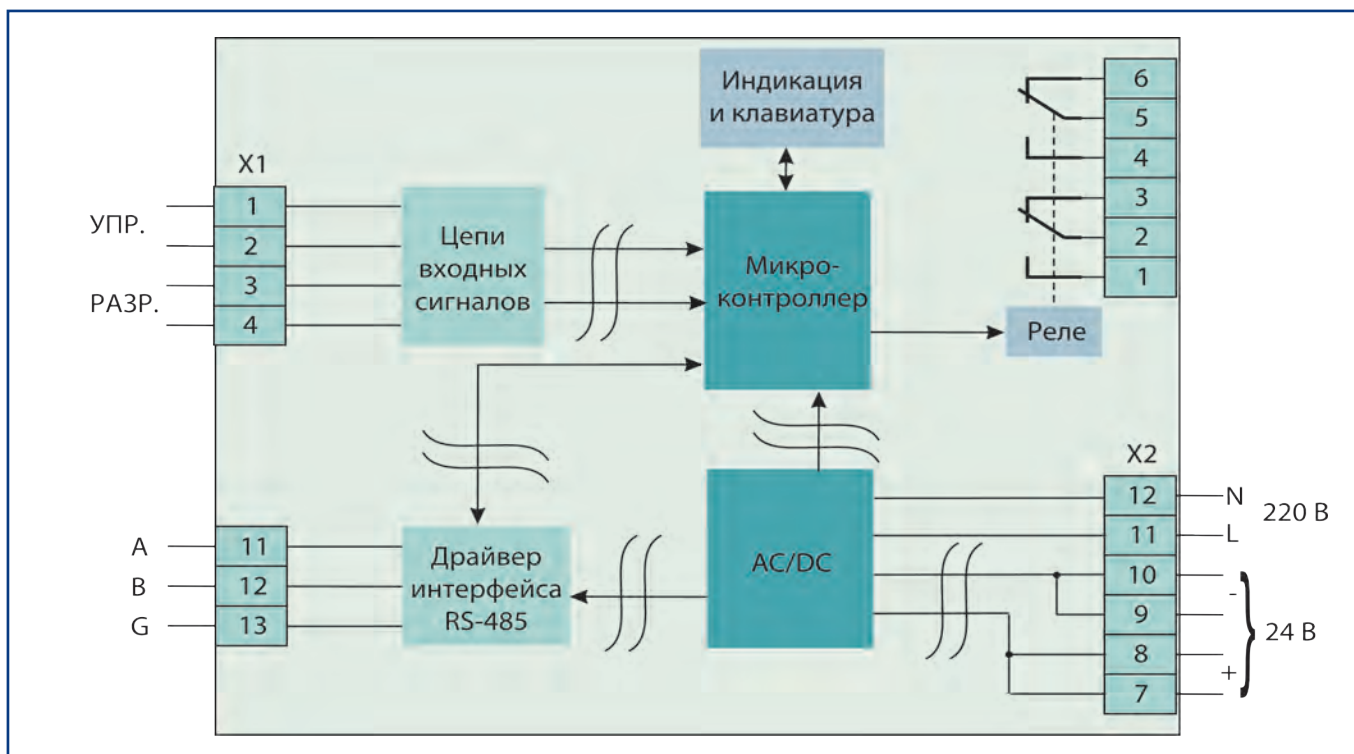 Индикация
и клавиатура
6
5
4
3
2
1
X1
УПР.
РАЗР.
1
2
3
4
Цепи
входных
сигналов
Микро-
контроллер
Реле
A
B
G
11
12
13
Драйвер
интерфейса
RS-485
AC/DC
X2
12
11
10
9
8
7
N
L
220 В
-
+
24 В